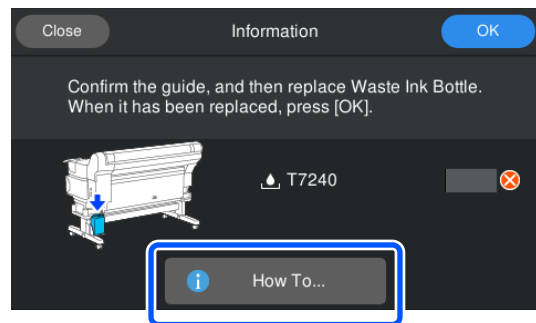 Close
Information
OK
Confirm the guide, and then replace Waste Ink Bottle.
When it has been replaced, press [OK].
T7240
How To...